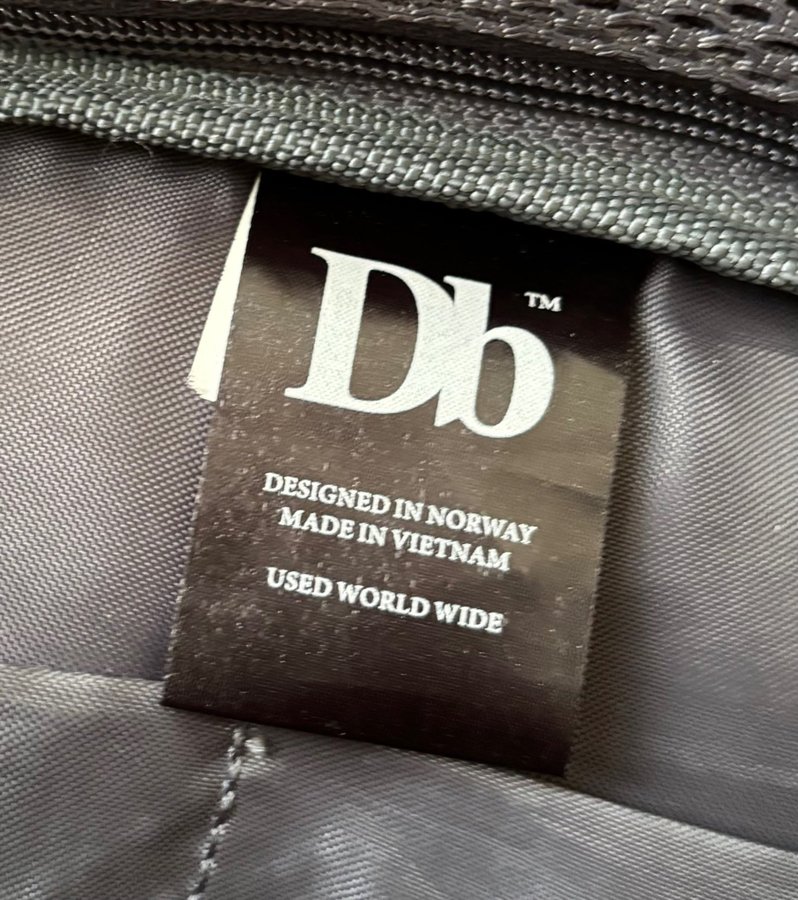 Db™
DESIGNED IN NORWAY
MADE IN VIETNAM
USED WORLD WIDE